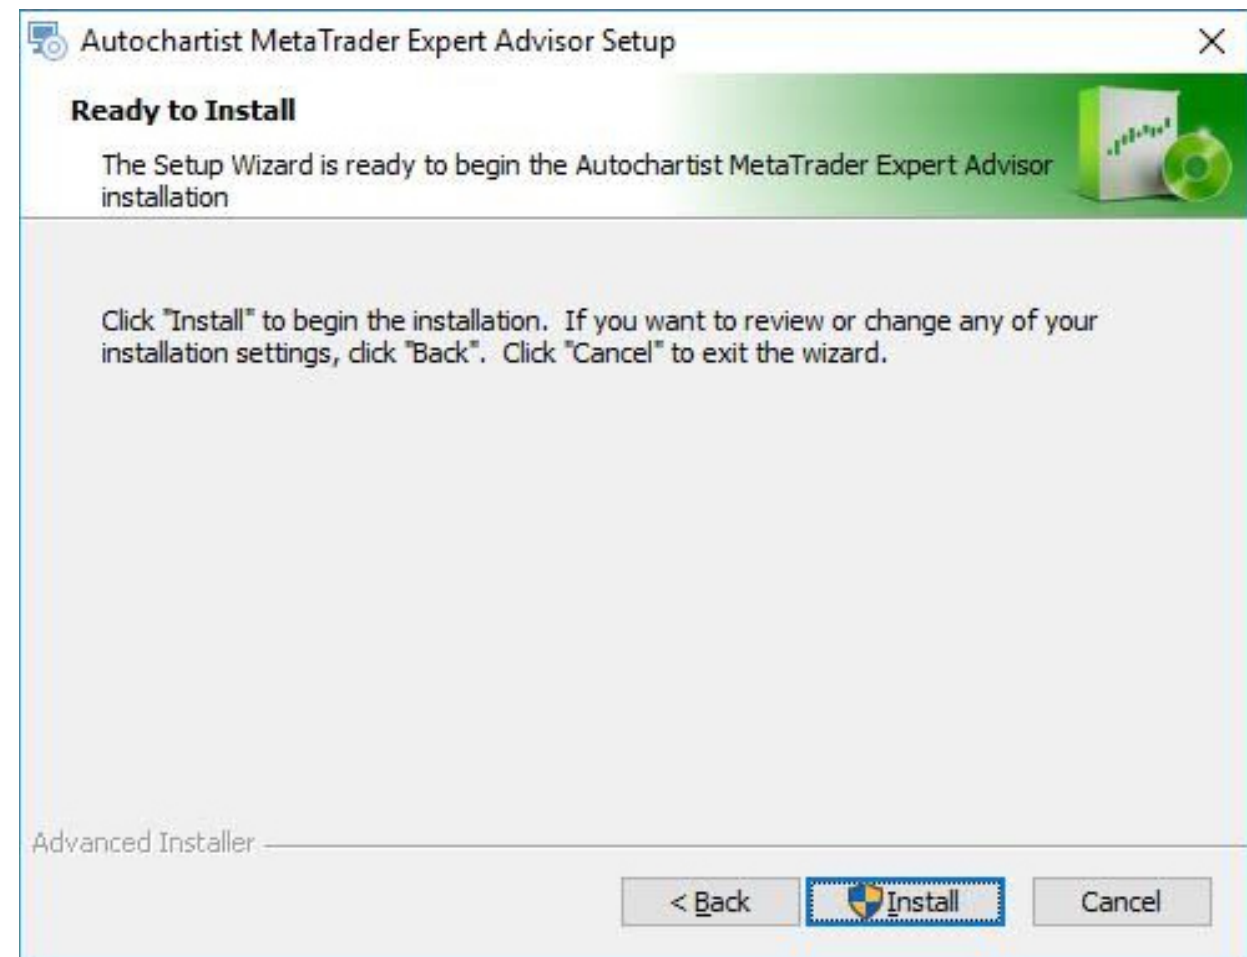 Autochartist MetaTrader Expert Advisor Setup
Ready to Install
The Setup Wizard is ready to begin the Autochartist MetaTrader Expert Advisor
installation
Click "Install" to begin the installation.  If you want to review or change any of your
installation settings, click "Back".  Click "Cancel" to exit the wizard.
Advanced Installer
< Back
Install
Cancel